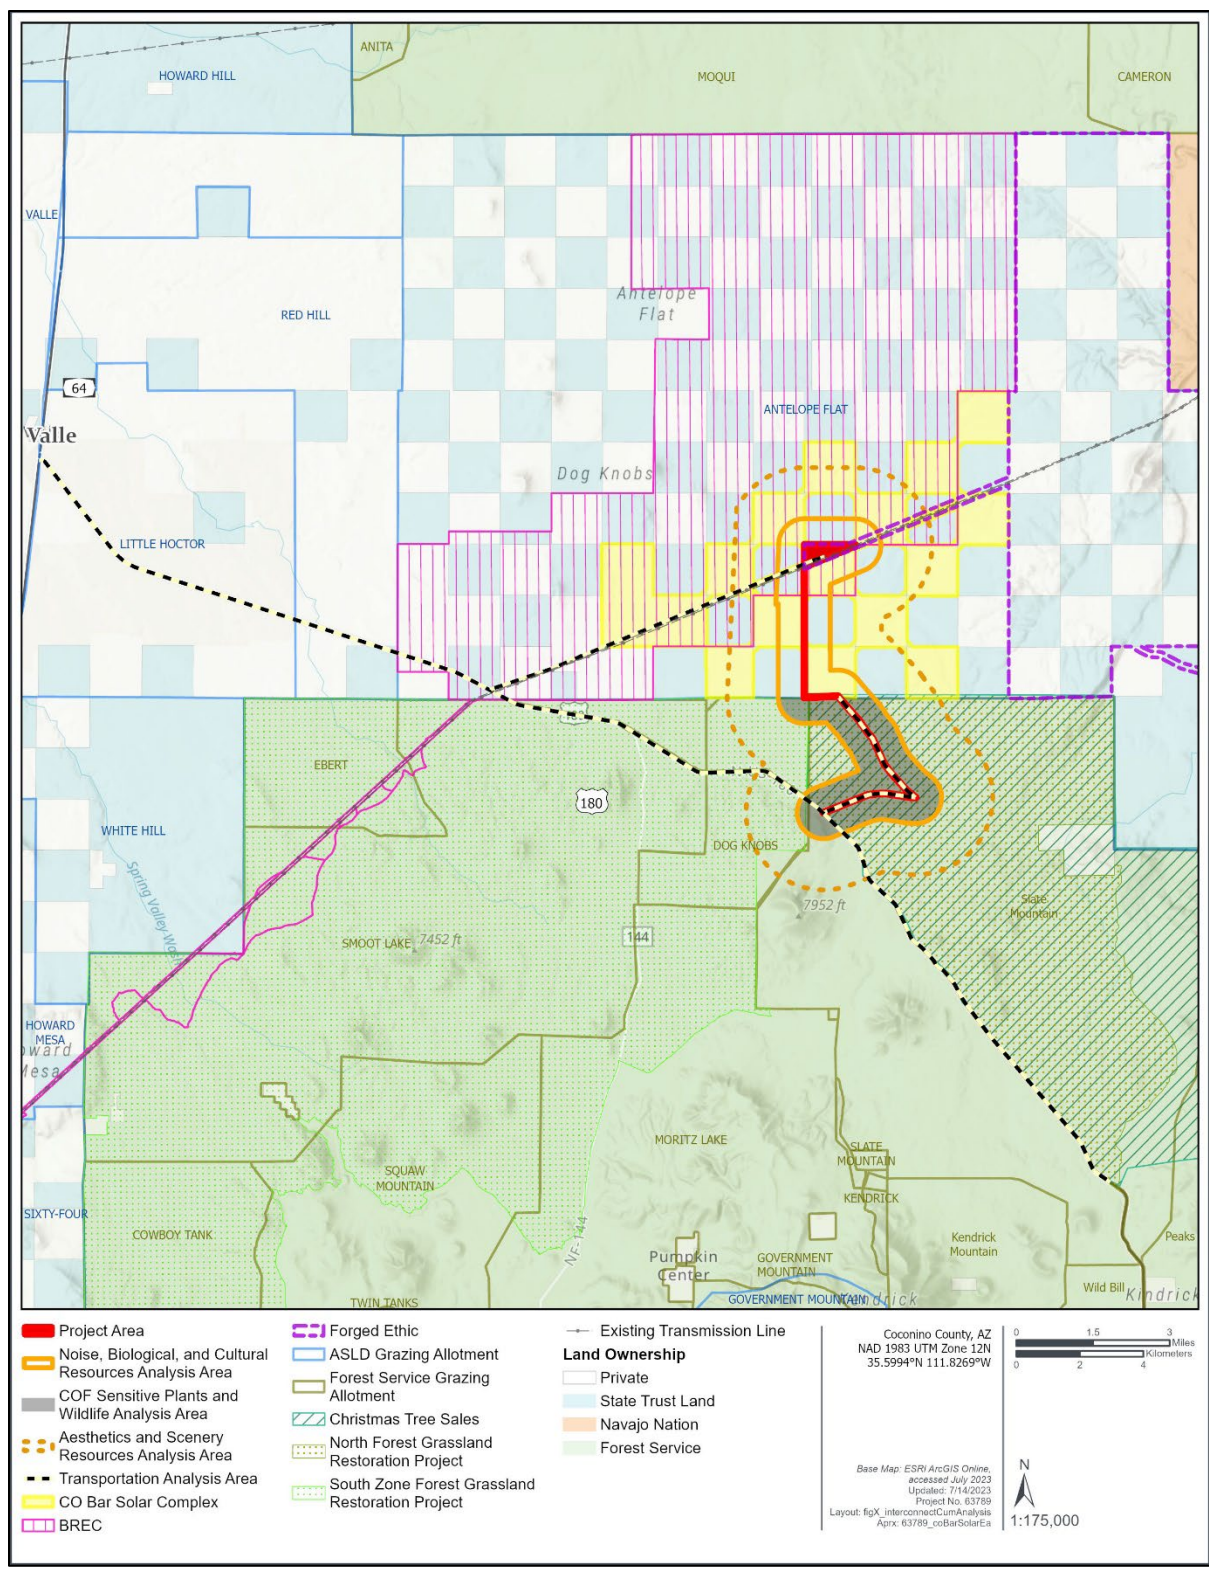 ANITA
HOWARD HILL
MOQUI
CAMERON
VALLE
Antelope
Flat
RED HILL
64
ANTELOPE FLAT
Valle
Dog Knobs
LITTLE HOCTOR
180
EBERT
180
WHITE HILL
DOG KNOBS
Spring Valley Wash
Slate
Mountain
7952 ft
144
SMOOT LAKE
7452 ft
HOWARD
MESA
oward
Mesa
MORITZ LAKE
SLATE
MOUNTAIN
SQUAW
MOUNTAIN
KENDRICK
SIXTY-FOUR
COWBOY TANK
NF-144
Kendrick
Mountain
Peaks
Pumpkin
Center
GOVERNMENT
MOUNTAIN
Wild Bill
Kindrick
TWIN TANKS
GOVERNMENT MOUNTAIN
Kendrick
Project Area
Noise, Biological, and Cultural
Resources Analysis Area
COF Sensitive Plants and
Wildlife Analysis Area
Aesthetics and Scenery
Resources Analysis Area
Transportation Analysis Area
CO Bar Solar Complex
BREC
Forged Ethic
ASLD Grazing Allotment
Forest Service Grazing
Allotment
Christmas Tree Sales
North Forest Grassland
Restoration Project
South Zone Forest Grassland
Restoration Project
Existing Transmission Line
Land Ownership
Private
State Trust Land
Navajo Nation
Forest Service
Coconino County, AZ
NAD 1983 UTM Zone 12N
35.5994°N 111.8269°W
Base Map: ESRI ArcGIS Online,
accessed July 2023
Updated: 7/14/2023
Project No. 63789
Layout: figX_interconnectCumAnalysis
Aprx: 63789_coBarSolarEa
0 1.5 3
Miles
Kilometers
0 2 4
N
1:175,000